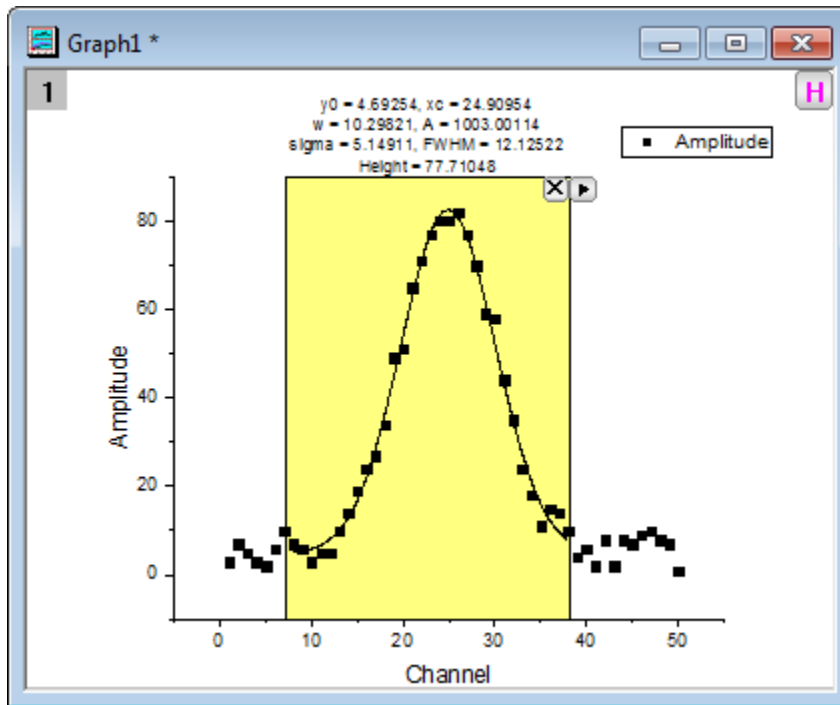 Graph1 *
1
H
y0 = 4.69254, xc = 24.90954
w = 10.29821, A = 1003.00114
sigma = 5.14911, FWHM = 12.12522
Height = 77.71048
Amplitude
80
60
40
20
0
Amplitude
0 10 20 30 40 50
Channel